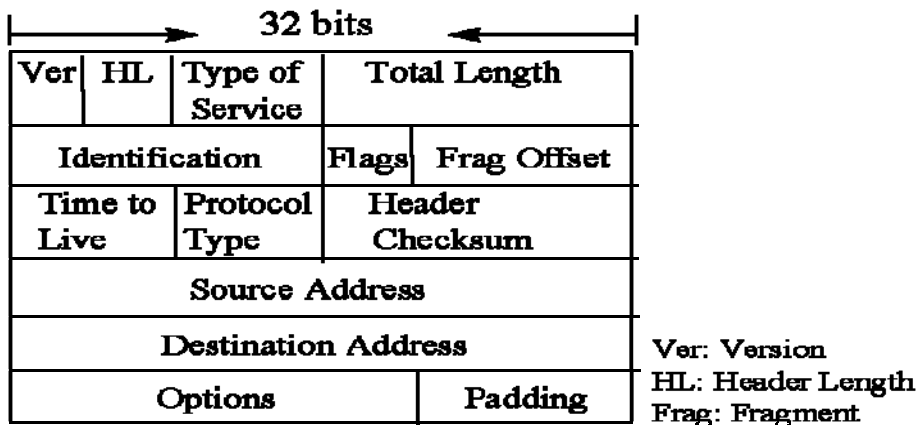 32 bits
Ver HL Type of Service Total Length
Identification Flags Frag Offset
Time to Live Protocol Type Header Checksum
Source Address
Destination Address
Options Padding
Ver: Version
HL: Header Length
Frag: Fragment